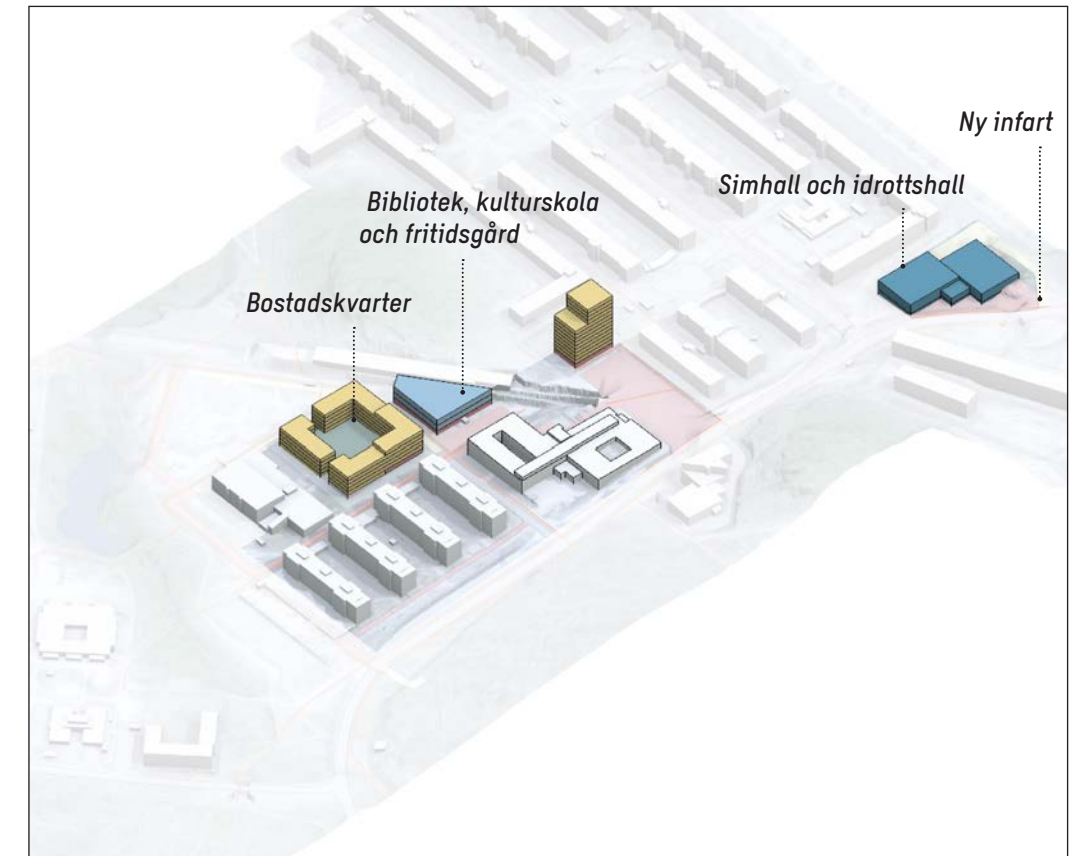 Ny infart
Simhall och idrottshall
Bibliotek, kulturskola
och fritidsgård
Bostadskvarter